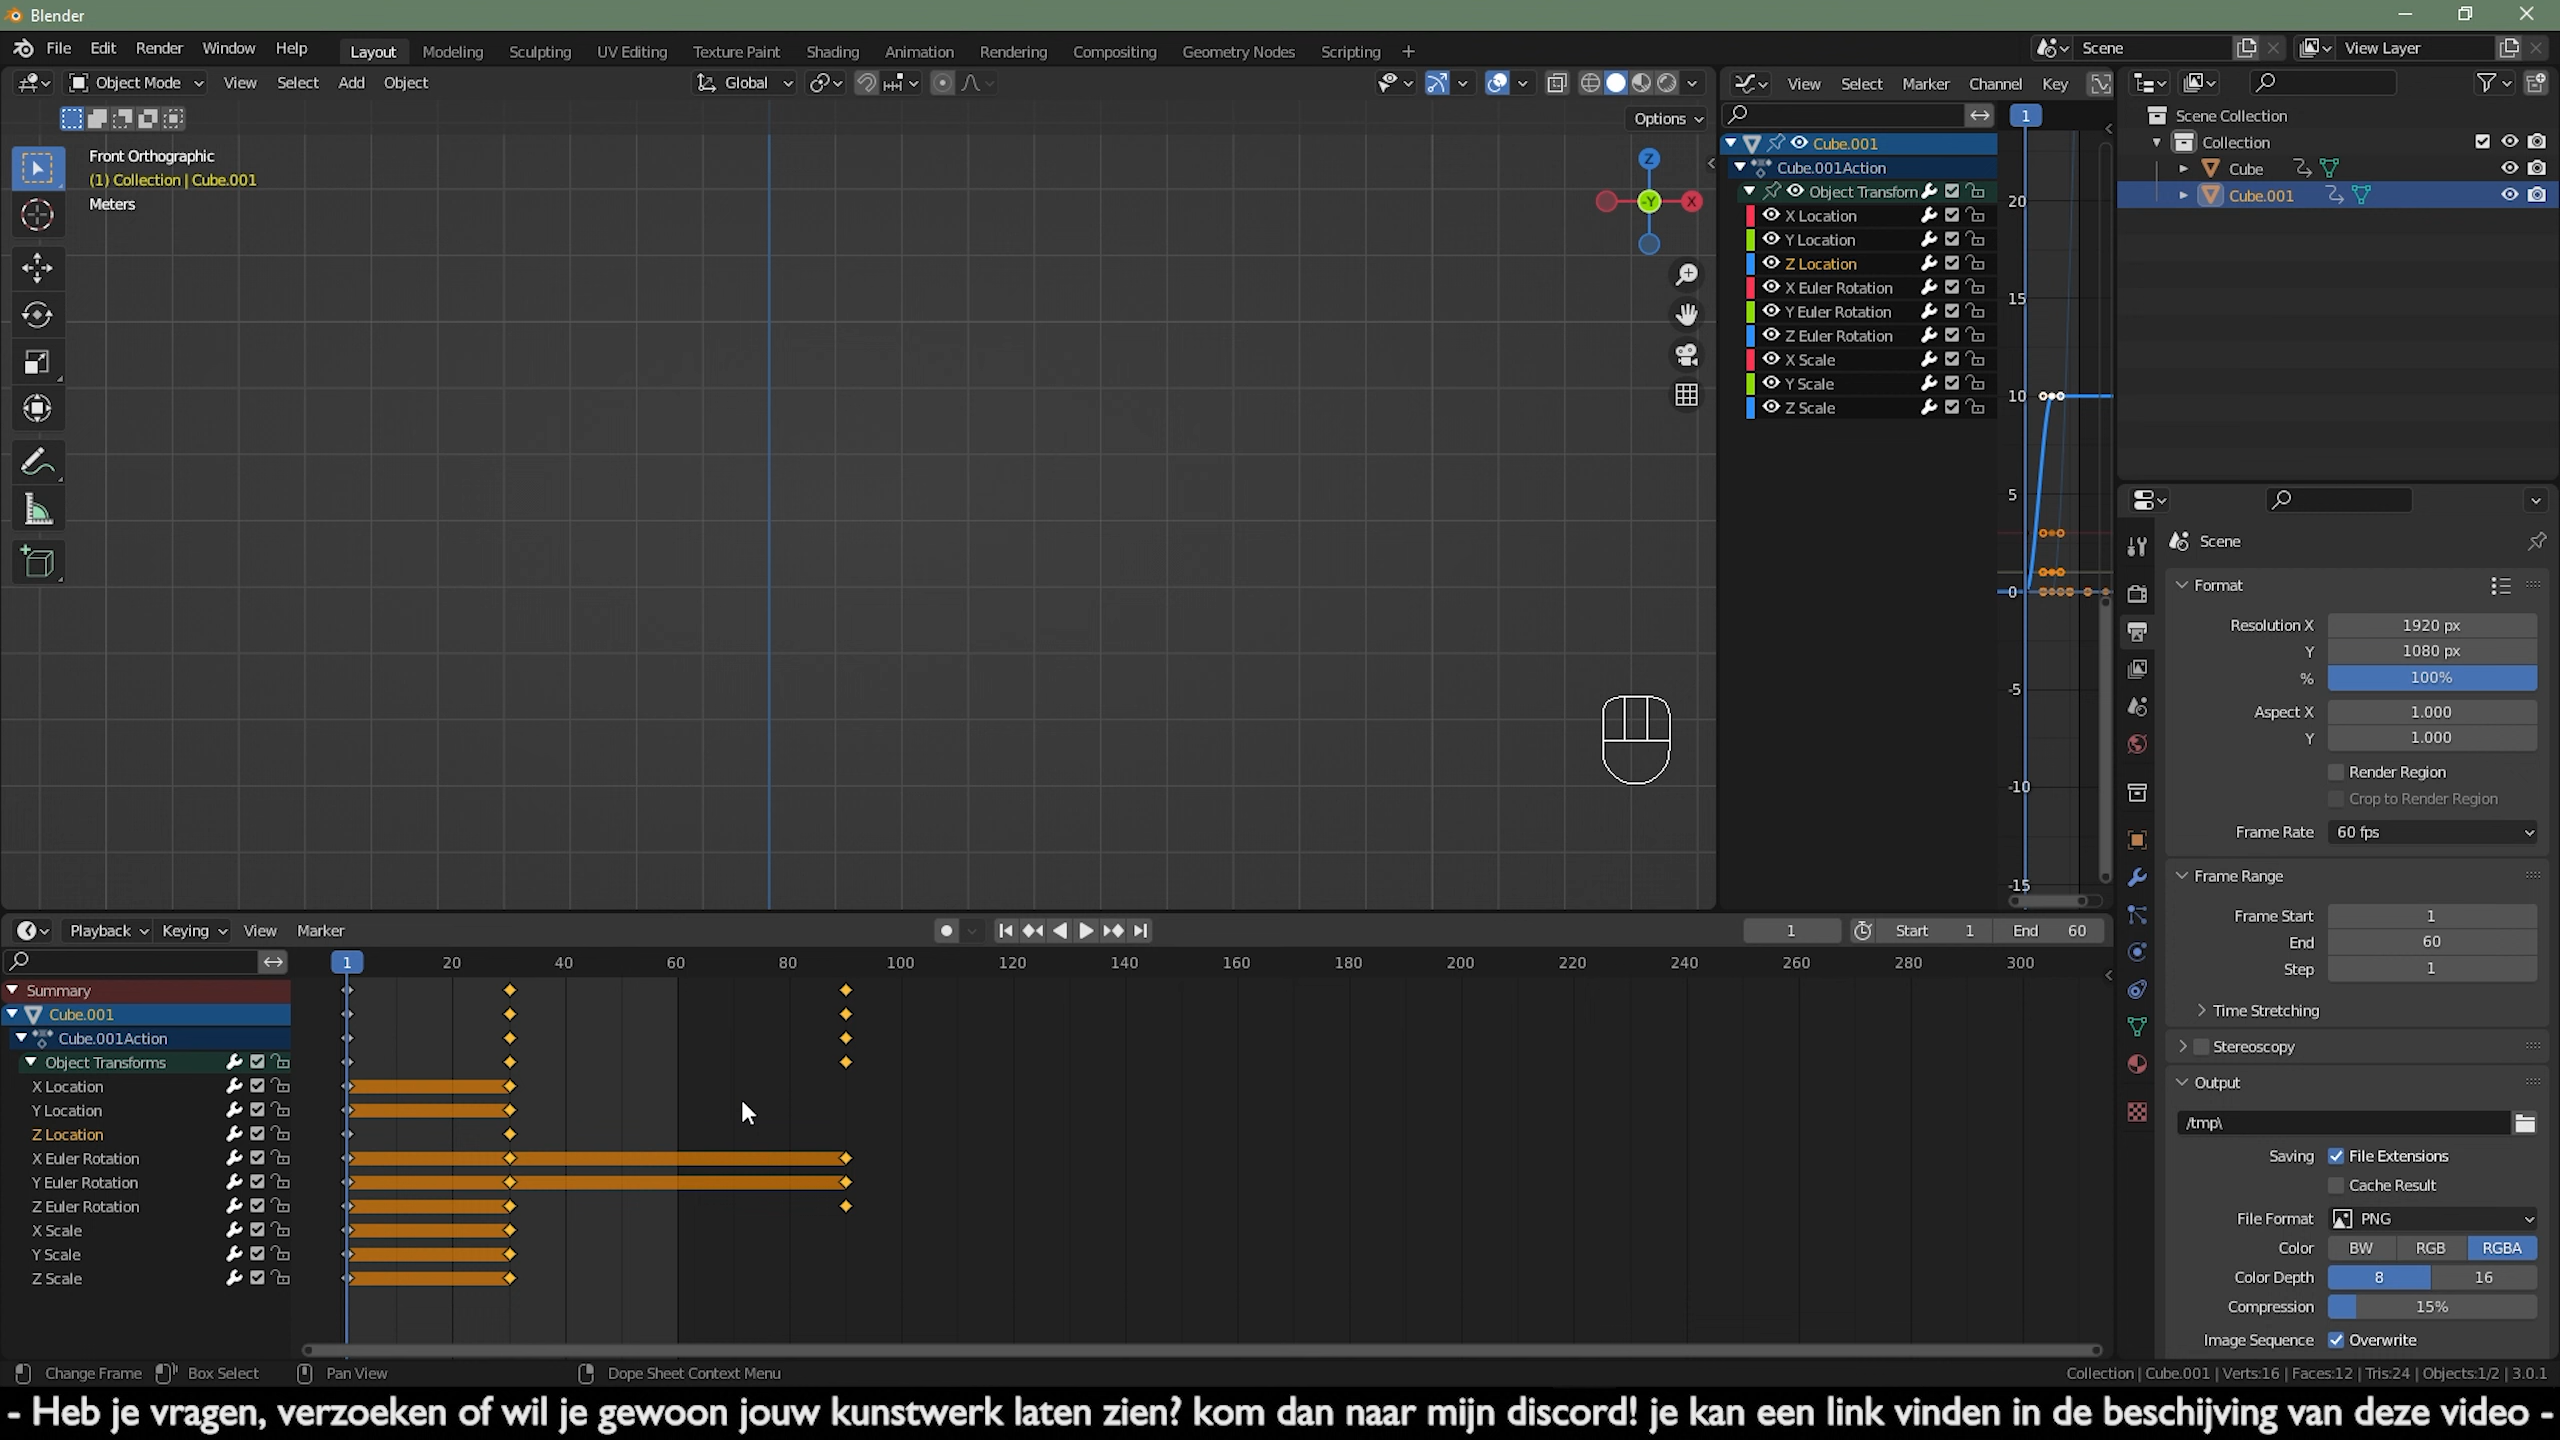 Blender
File Edit Render Window Help Layout Modeling Sculpting UV Editing Texture Paint Shading Animation Rendering Compositing Geometry Nodes Scripting + Scene View Layer
Object Mode View Select Add Object Global View Select Marker Channel Key
Options
Front Orthographic
(1) Collection | Cube.001
Meters
Z
-Y
X
1
Cube.001
Cube.001Action
Object Transform
X Location
Y Location
Z Location
X Euler Rotation
Y Euler Rotation
Z Euler Rotation
X Scale
Y Scale
Z Scale
20
15
10
5
0
-5
-10
-15
Scene Collection
Collection
Cube
Cube.001
Scene
Format
Resolution X 1920 px
Y 1080 px
% 100%
Aspect X 1.000
Y 1.000
Render Region
Crop to Render Region
Frame Rate 60 fps
Frame Range
Frame Start 1
End 60
Step 1
Time Stretching
Stereoscopy
Output
/tmp\
Saving File Extensions
Cache Result
File Format PNG
Color BW RGB RGBA
Color Depth 8 16
Compression 15%
Image Sequence Overwrite
Playback Keying View Marker 1 Start 1 End 60
1 20 40 60 80 100 120 140 160 180 200 220 240 260 280 300
Summary
Cube.001
Cube.001Action
Object Transforms
X Location
Y Location
Z Location
X Euler Rotation
Y Euler Rotation
Z Euler Rotation
X Scale
Y Scale
Z Scale
Change Frame Box Select Pan View Dope Sheet Context Menu Collection | Cube.001 | Verts:16 | Faces:12 | Tris:24 | Objects:1/2 | 3.0.1
- Heb je vragen, verzoeken of wil je gewoon jouw kunstwerk laten zien? kom dan naar mijn discord! je kan een link vinden in de beschijving van deze video -